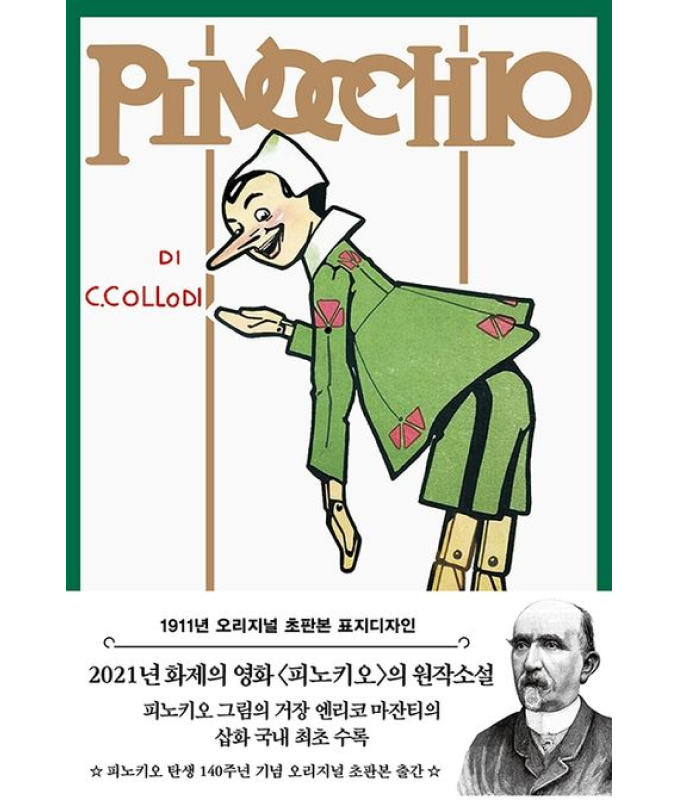 PINOCCHIO
DI
C.COLLODI
1911년 오리지널 초판본 표지디자인
2021년 화제의 영화 〈피노키오〉의 원작소설
피노키오 그림의 거장 엔리코 마잔티의
삽화 국내 최초 수록
☆ 피노키오 탄생 140주년 기념 오리지널 초판본 출간 ☆